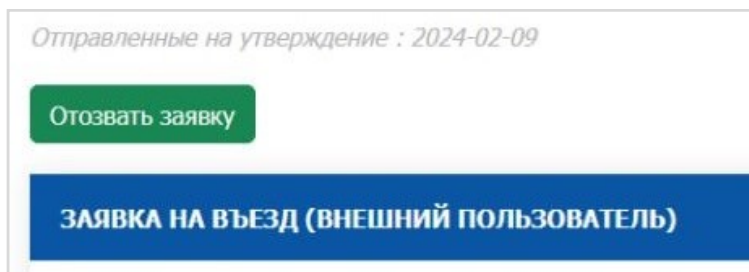 Отправленные на утверждение : 2024-02-09
Отозвать заявку
ЗАЯВКА НА ВЪЕЗД (ВНЕШНИЙ ПОЛЬЗОВАТЕЛЬ)